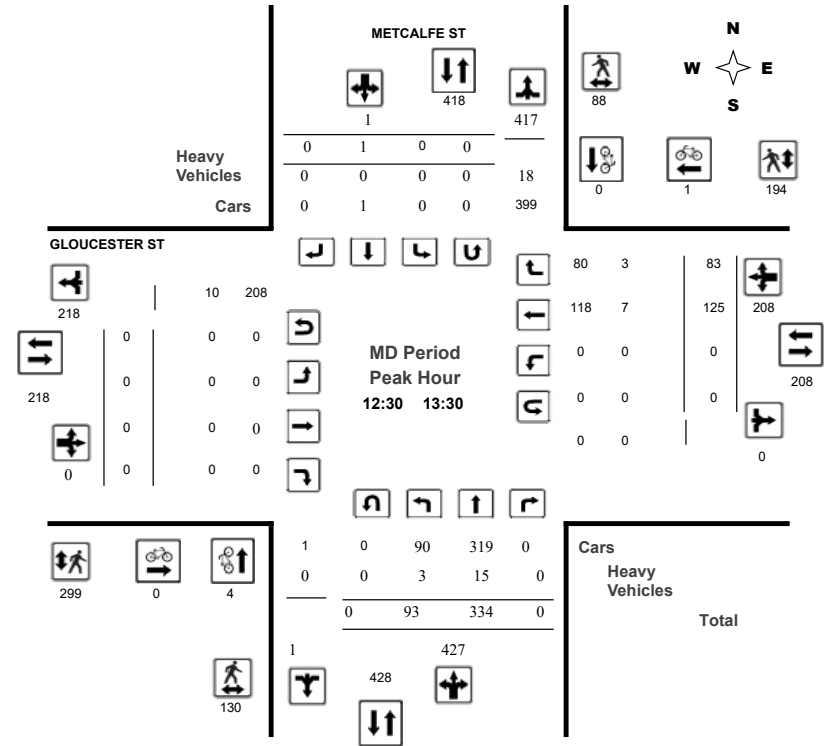 METCALFE ST
N
W E
S
418
88
1 417
0 1 0 0
Heavy
Vehicles 0 0 0 0 18
Cars 0 1 0 0 399
0 1 194
GLOUCESTER ST
218
10 208
80 3 83
208
118 7 125
0 0 0
0 0 0 0
MD Period
Peak Hour
12:30 13:30
0 0 0
208
218
0 0 0
0 0 0
0 0
0
0 0 0
0
1 0 90 319 0 Cars
0 0 3 15 0 Heavy
Vehicles
299 0 4
0 93 334 0 Total
1 427
428
130